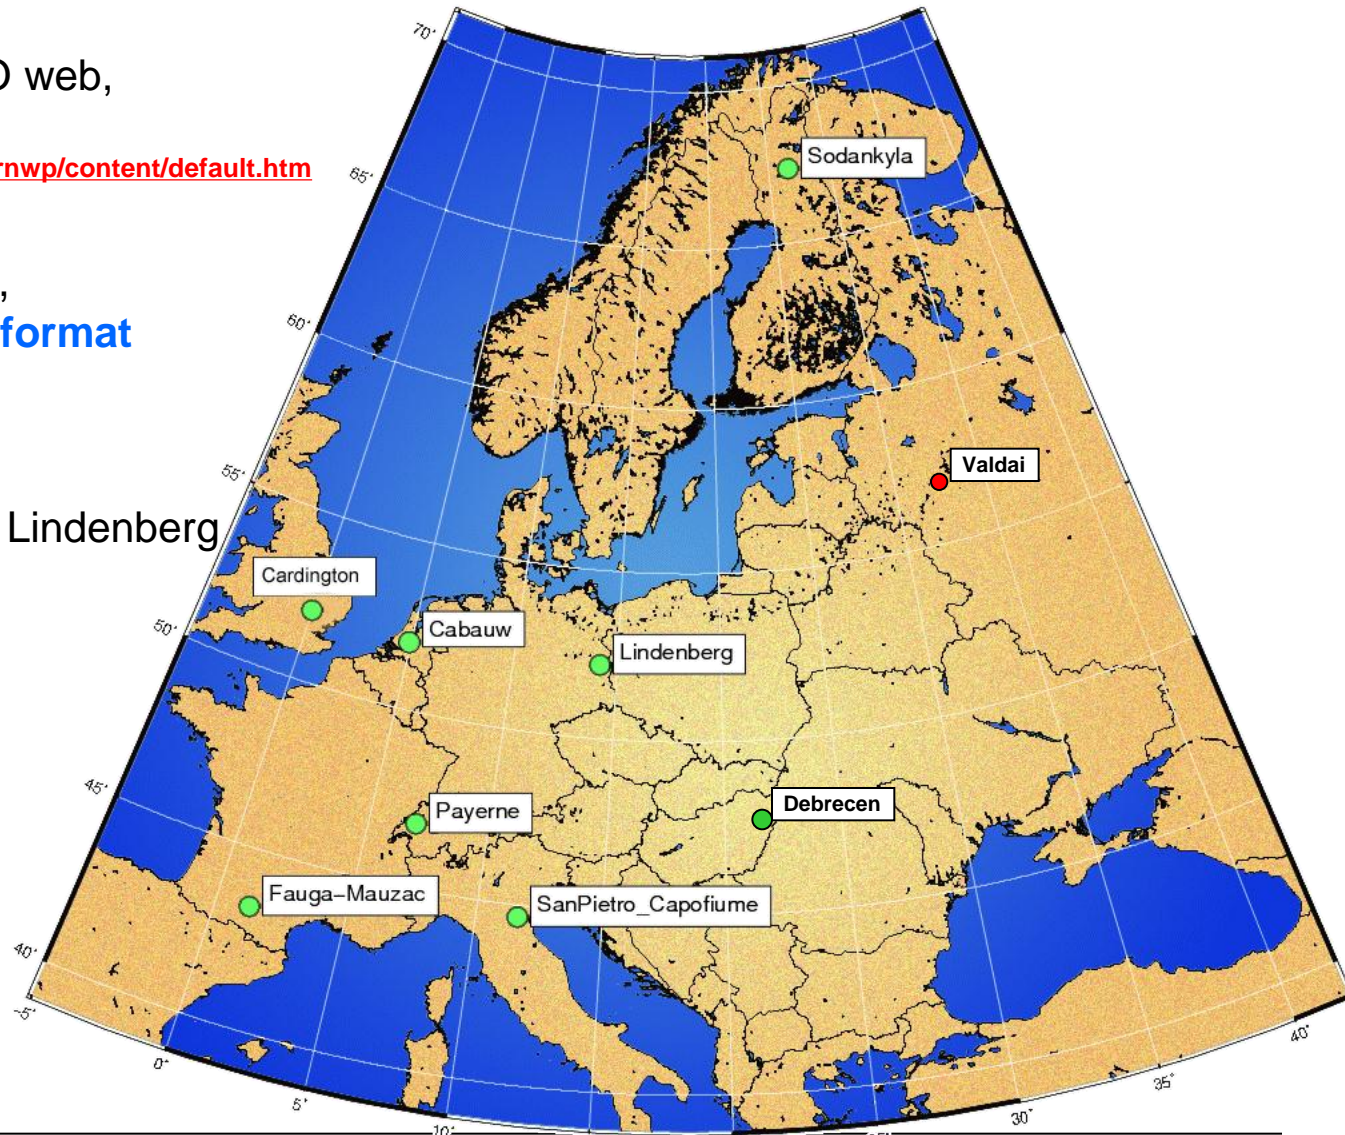 D web,
rnwp/content/default.htm
,
format
Lindenberg
70°
65°
60°
55°
50°
45°
40°
-5°
0°
5°
10°
30°
35°
40°
Sodankyla
Valdai
Cardington
Cabauw
Lindenberg
Payerne
Debrecen
Fauga-Mauzac
SanPietro_Capofiume